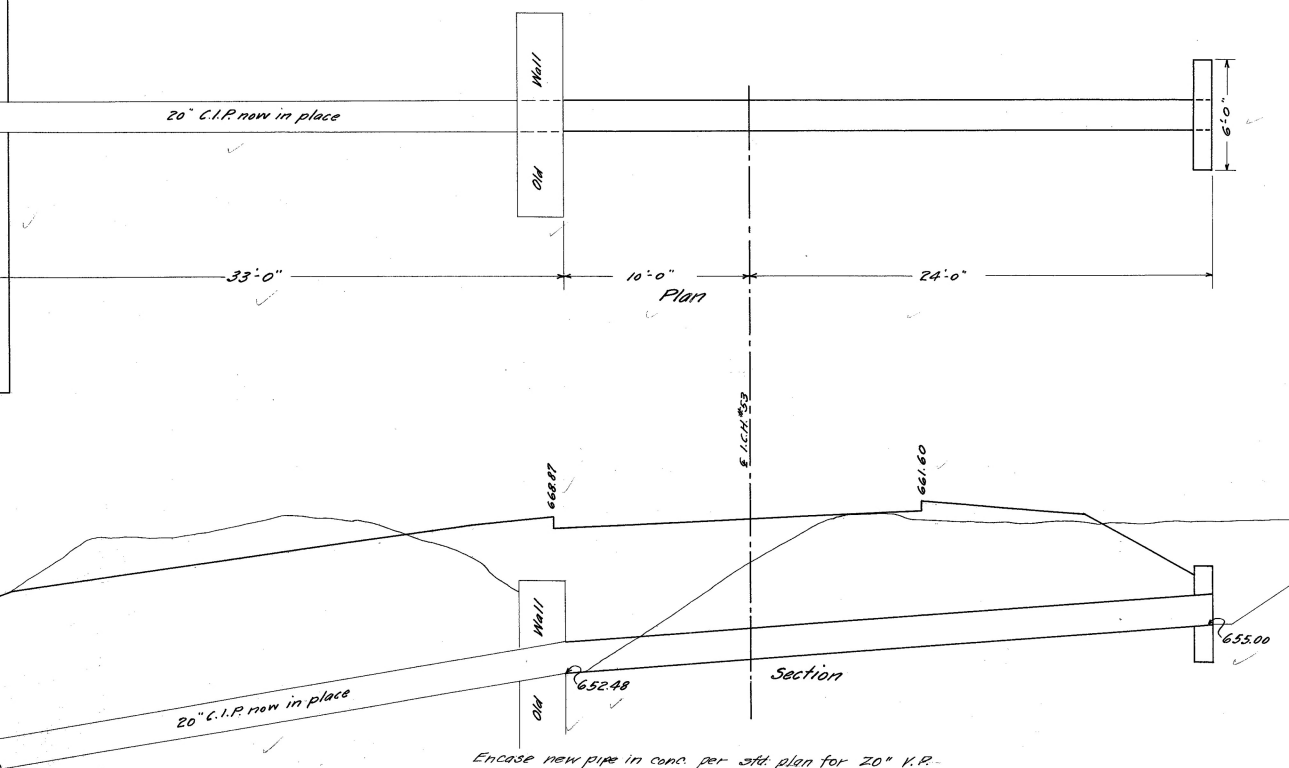 Wall
20" C.I.P. now in place
6'-0"
Old
33'-0"
10'-0"
24'-0"
Plan
℄ I.C.H. #53
668.87
661.60
Wall
655.00
Section
652.48
20" C.I.P. now in place
Old
Encase new pipe in conc. per std. plan for 20" V.P.